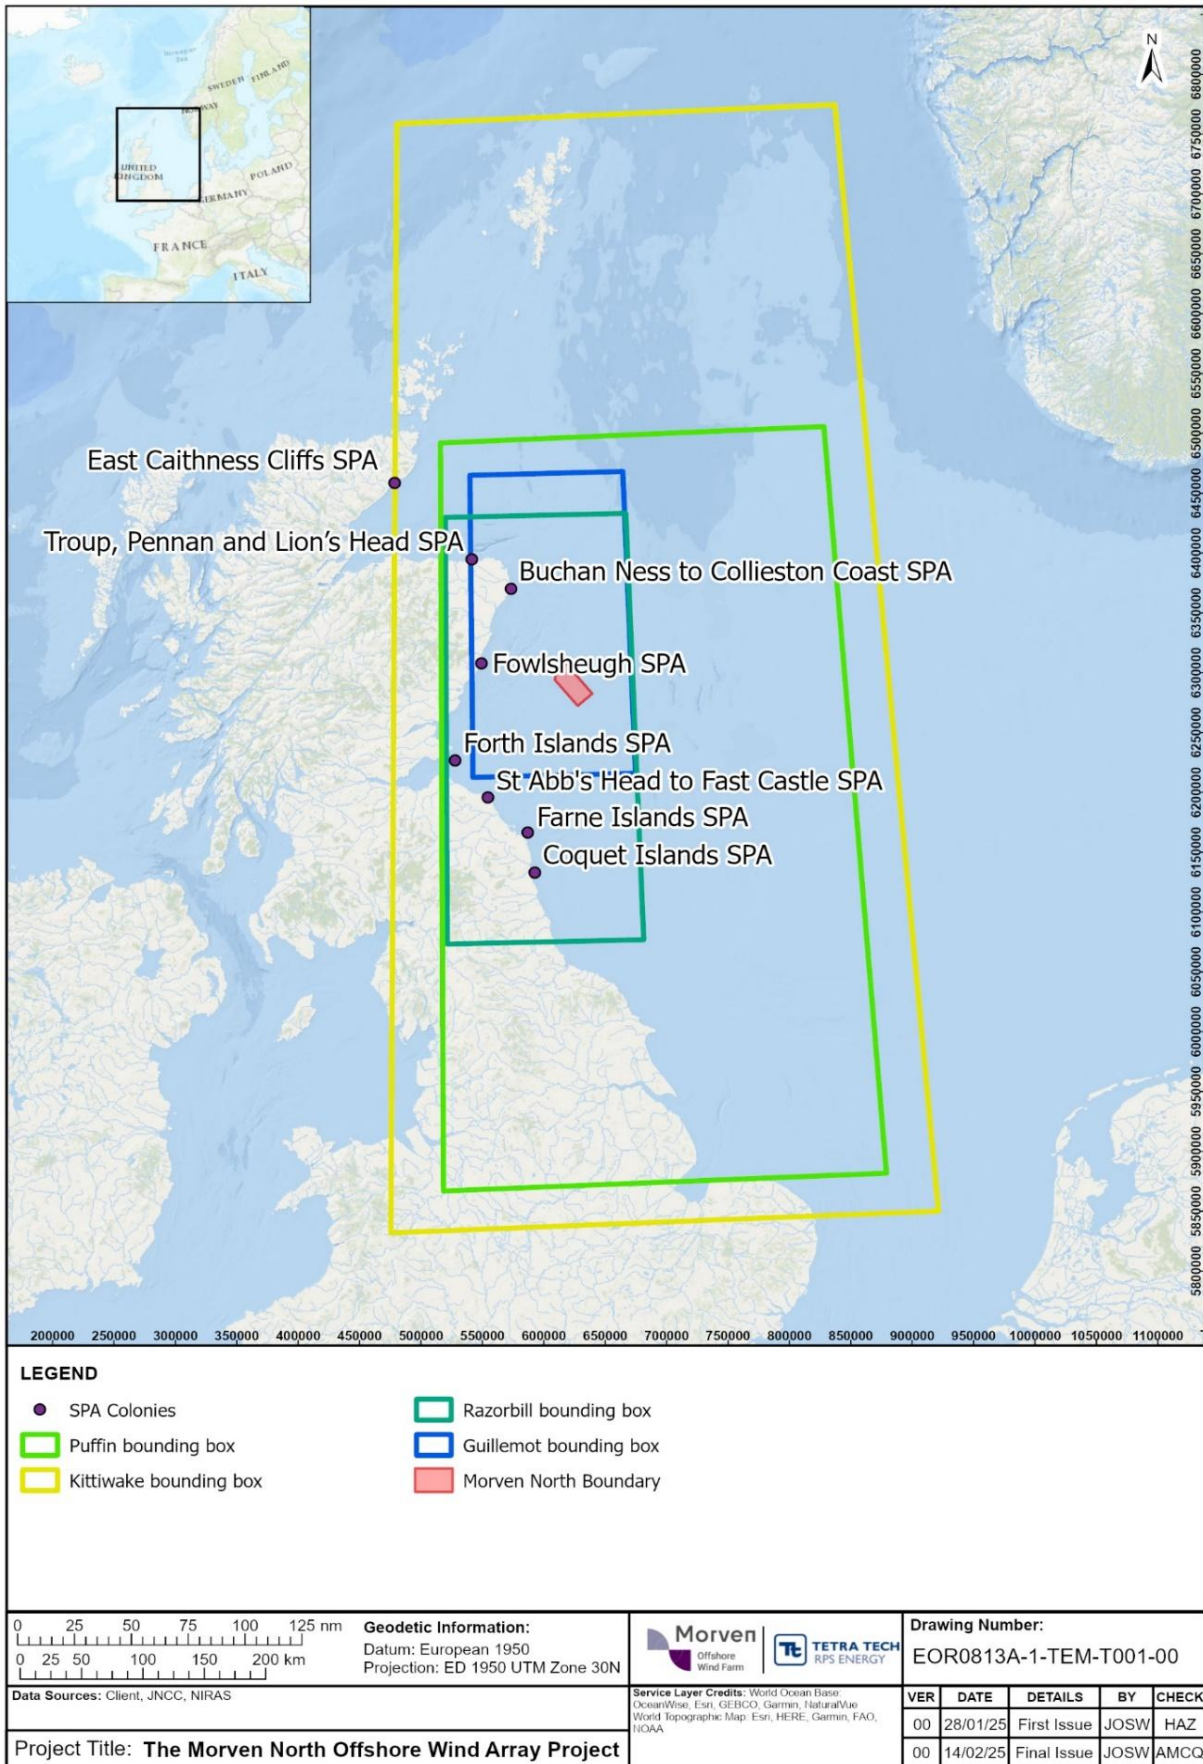 Norwegian
Sea
SWEDEN
FINLAND
NORWAY
UNITED
KINGDOM
POLAND
GERMANY
FRANCE
ITALY
N
East Caithness Cliffs SPA
Troup, Pennan and Lion's Head SPA
Buchan Ness to Collieston Coast SPA
Fowlsheugh SPA
Forth Islands SPA
St Abb's Head to Fast Castle SPA
Farne Islands SPA
Coquet Islands SPA
6800000
6750000
6700000
6650000
6600000
6550000
6500000
6450000
6400000
6350000
6300000
6250000
6200000
6150000
6100000
6050000
6000000
5950000
5900000
5850000
5800000
200000 250000 300000 350000 400000 450000 500000 550000 600000 650000 700000 750000 800000 850000 900000 950000 1000000 1050000 1100000
LEGEND
SPA Colonies
Puffin bounding box
Kittiwake bounding box
Razorbill bounding box
Guillemot bounding box
Morven North Boundary
0 25 50 75 100 125 nm
0 25 50 100 150 200 km
Geodetic Information:
Datum: European 1950
Projection: ED 1950 UTM Zone 30N
Morven
Offshore
Wind Farm
Tt TETRA TECH
RPS ENERGY
Drawing Number:
EOR0813A-1-TEM-T001-00
Data Sources: Client, JNCC, NIRAS
Service Layer Credits: World Ocean Base:
OceanWise, Esri, GEBCO, Garmin, NaturalVue
World Topographic Map: Esri, HERE, Garmin, FAO,
NOAA
VER DATE DETAILS BY CHECK
00 28/01/25 First Issue JOSW HAZ
00 14/02/25 Final Issue JOSW AMCQ
Project Title: The Morven North Offshore Wind Array Project